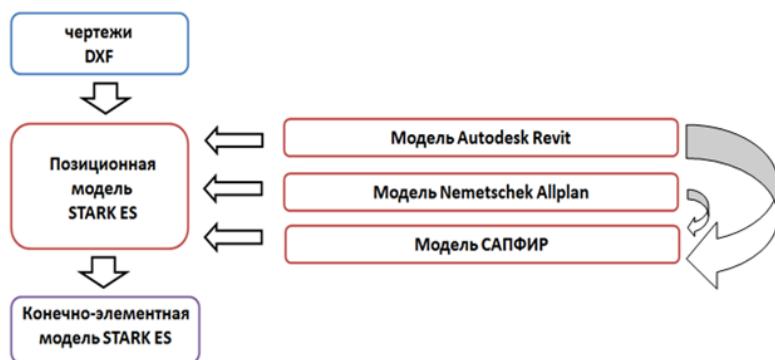 чертежи
DXF
Позиционная
модель
STARK ES
Модель Autodesk Revit
Модель Nemetschek Allplan
Модель САПФИР
Конечно-элементная
модель STARK ES